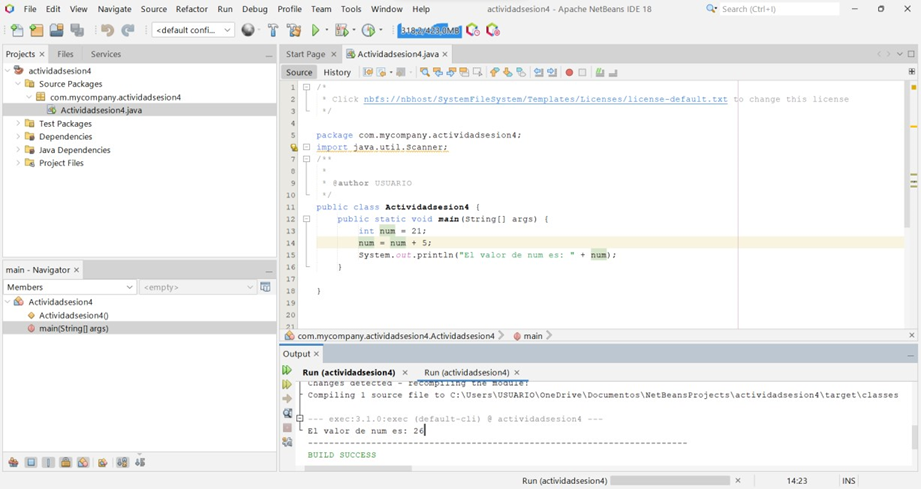 File Edit View Navigate Source Refactor Run Debug Profile Team Tools Window Help
actividadsesion4 - Apache NetBeans IDE 18
Search (Ctrl+I)
<default confi...
318,2/423,0MB
Projects Files Services
actividadsesion4
Source Packages
com.mycompany.actividadsesion4
Actividadsesion4.java
Test Packages
Dependencies
Java Dependencies
Project Files
main - Navigator
Members <empty>
Actividadsesion4
Actividadsesion4()
main(String[] args)
Start Page Actividadsesion4.java
Source History
1 /*
2 * Click nbfs://nbhost/SystemFileSystem/Templates/Licenses/license-default.txt to change this license
3 */
4
5 package com.mycompany.actividadsesion4;
import java.util.Scanner;
7 /**
8 *
9 * @author USUARIO
10 */
11 public class Actividadsesion4 {
12 public static void main(String[] args) {
13 int num = 21;
14 num = num + 5;
15 System.out.println("El valor de num es: " + num);
16 }
17
18 }
19
20
21
com.mycompany.actividadsesion4.Actividadsesion4 main
Output
Run (actividadsesion4) Run (actividadsesion4)
Changes detected - recompiling the module!
Compiling 1 source file to C:\Users\USUARIO\OneDrive\Documentos\NetBeansProjects\actividadsesion4\target\classes
--- exec:3.1.0:exec (default-cli) @ actividadsesion4 ---
El valor de num es: 26
------------------------------------------------------------------------
BUILD SUCCESS
Run (actividadsesion4) 14:23 INS